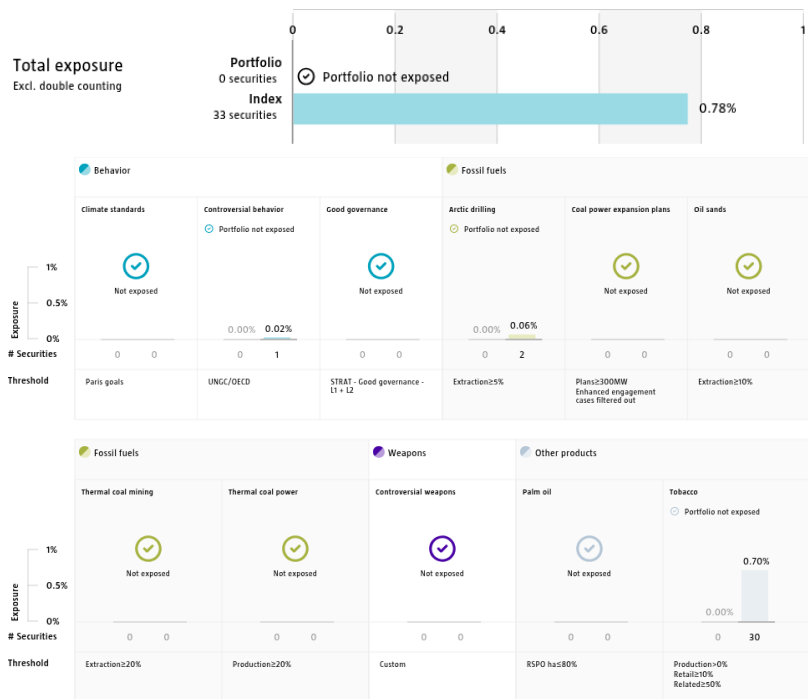 0 0.2 0.4 0.6 0.8 1
Total exposure
Excl. double counting
Portfolio
0 securities
Portfolio not exposed
Index
33 securities
0.78%
Behavior
Fossil fuels
Climate standards
Controversial behavior
Good governance
Arctic drilling
Coal power expansion plans
Oil sands
Portfolio not exposed
Portfolio not exposed
Not exposed
Not exposed
Not exposed
Not exposed
Exposure
1%
0.5%
0%
0.00% 0.02%
0.00% 0.06%
# Securities 0 0 0 1 0 0 0 2 0 0 0 0
Threshold
Paris goals
UNGC/OECD
STRAT - Good governance -
L1 + L2
Extraction≥5%
Plans≥300MW
Enhanced engagement
cases filtered out
Extraction≥10%
Fossil fuels
Weapons
Other products
Thermal coal mining
Thermal coal power
Controversial weapons
Palm oil
Tobacco
Portfolio not exposed
Not exposed
Not exposed
Not exposed
Not exposed
Exposure
1%
0.5%
0%
0.00% 0.70%
# Securities 0 0 0 0 0 0 0 0 0 30
Threshold
Extraction≥20%
Production≥20%
Custom
RSPO ha≤80%
Production>0%
Retail≥10%
Related≥50%